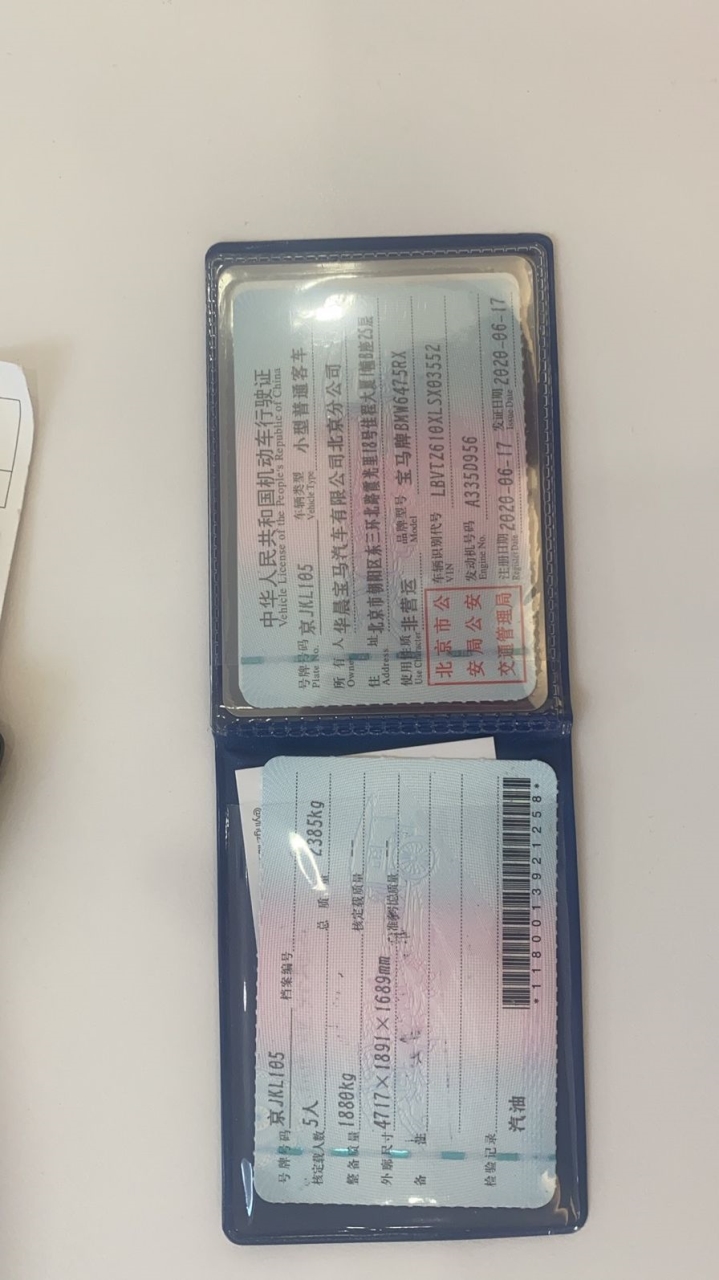 中华人民共和国机动车行驶证
Vehicle License of the People's Republic of China
号牌号码 京JKL105 车辆类型 小型普通客车
Plate No. Vehicle Type
所有人 华晨宝马汽车有限公司北京分公司
Owner
住址 北京市朝阳区东三环北路霞光里18号佳程大厦1幢B座25层
Address
使用性质 非营运 品牌型号 宝马牌BMW6475RX
Use Character Model
北京市公安局公安交通管理局
车辆识别代号 LBVTZ610XLSX03552
VIN
发动机号码 A335D956
Engine No.
注册日期 2020-06-17 发证日期 2020-06-17
Register Date Issue Date
号牌号码 京JKL105 档案编号
核定载人数 5人 总质量 2385kg
整备质量 1880kg 核定载质量
外廓尺寸 4717×1891×1689mm 准牵引总质量
备注
检验记录
汽油
*1180013921258*